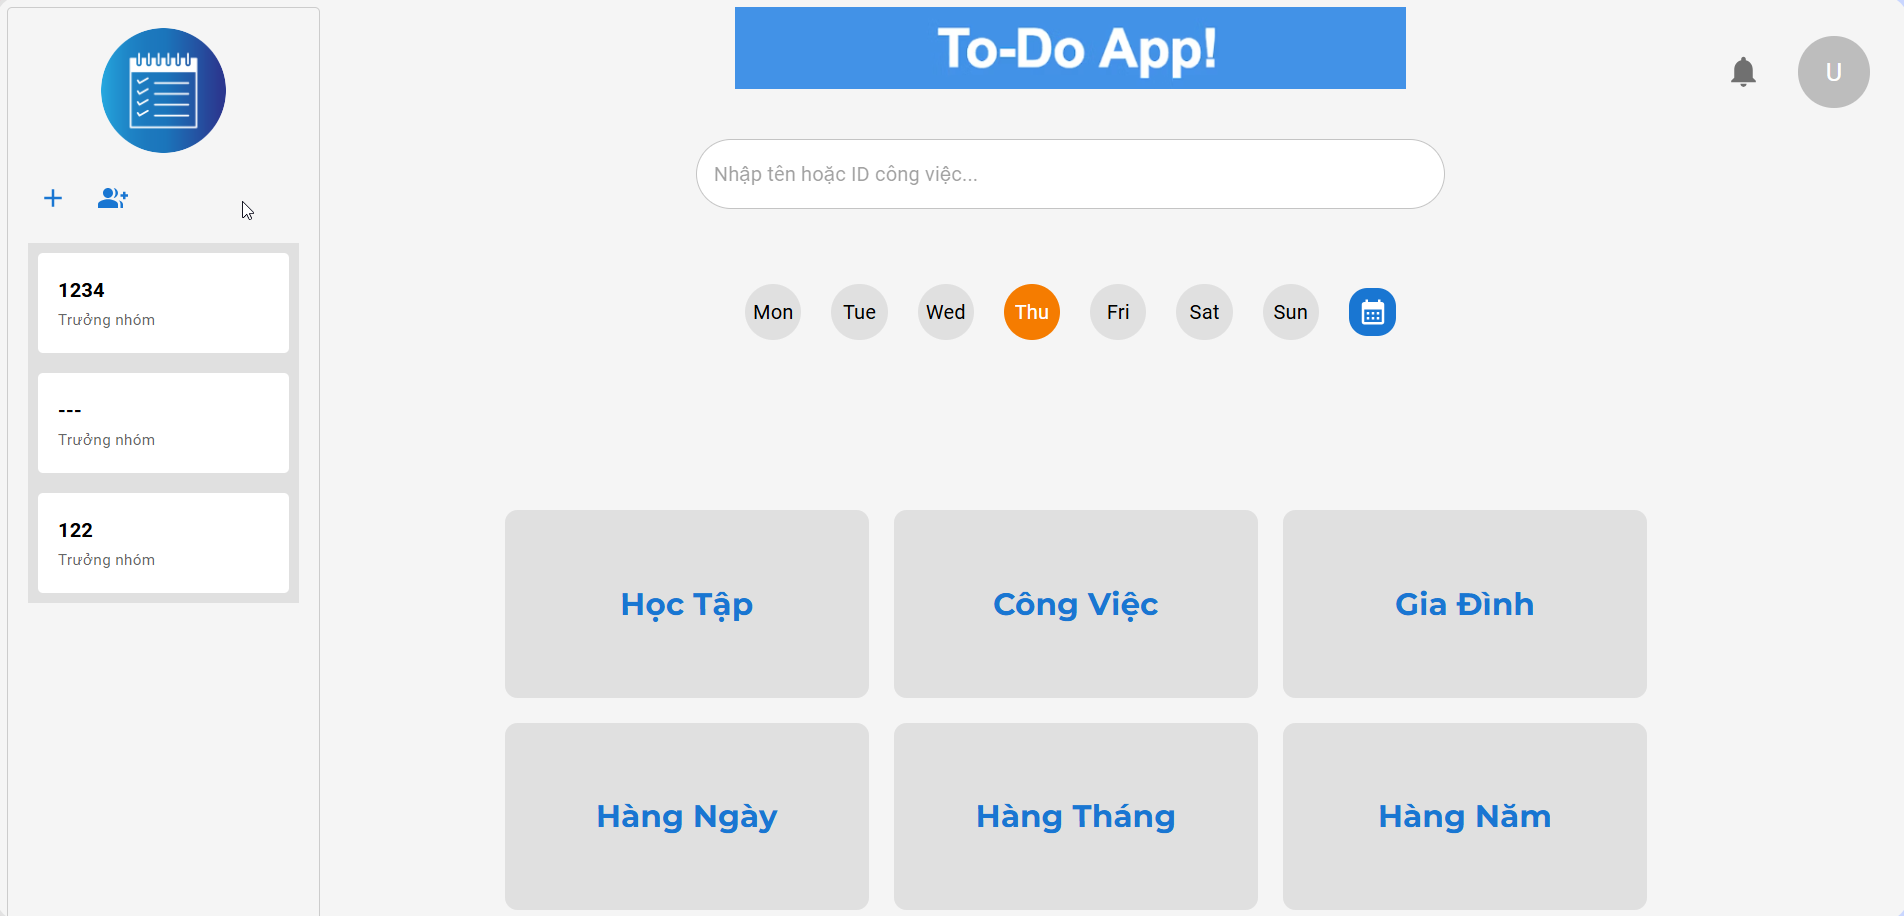 To-Do App!
U
Nhập tên hoặc ID công việc...
Mon Tue Wed Thu Fri Sat Sun
1234
Trưởng nhóm
---
Trưởng nhóm
122
Trưởng nhóm
Học Tập
Công Việc
Gia Đình
Hàng Ngày
Hàng Tháng
Hàng Năm